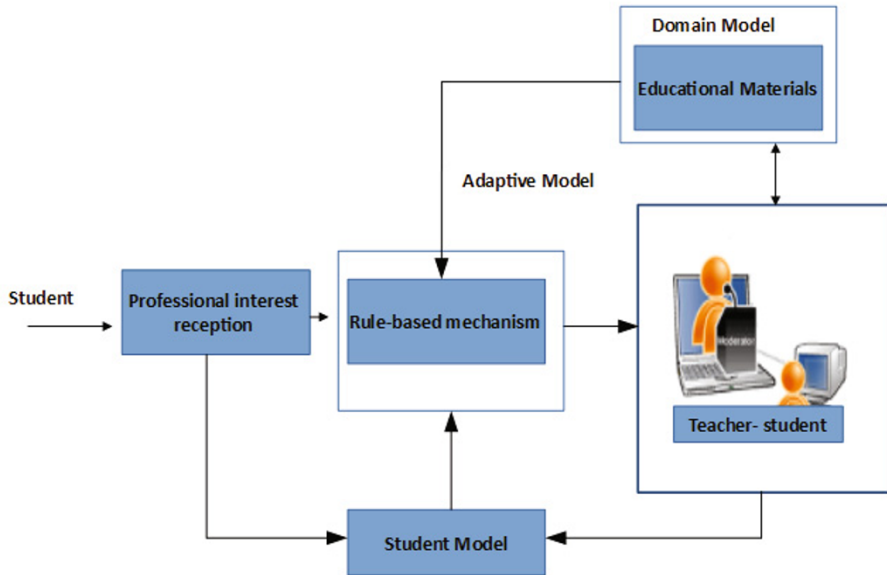 Domain Model
Educational Materials
Adaptive Model
Student
Professional interest
reception
Rule-based mechanism
Moderator
Teacher- student
Student Model